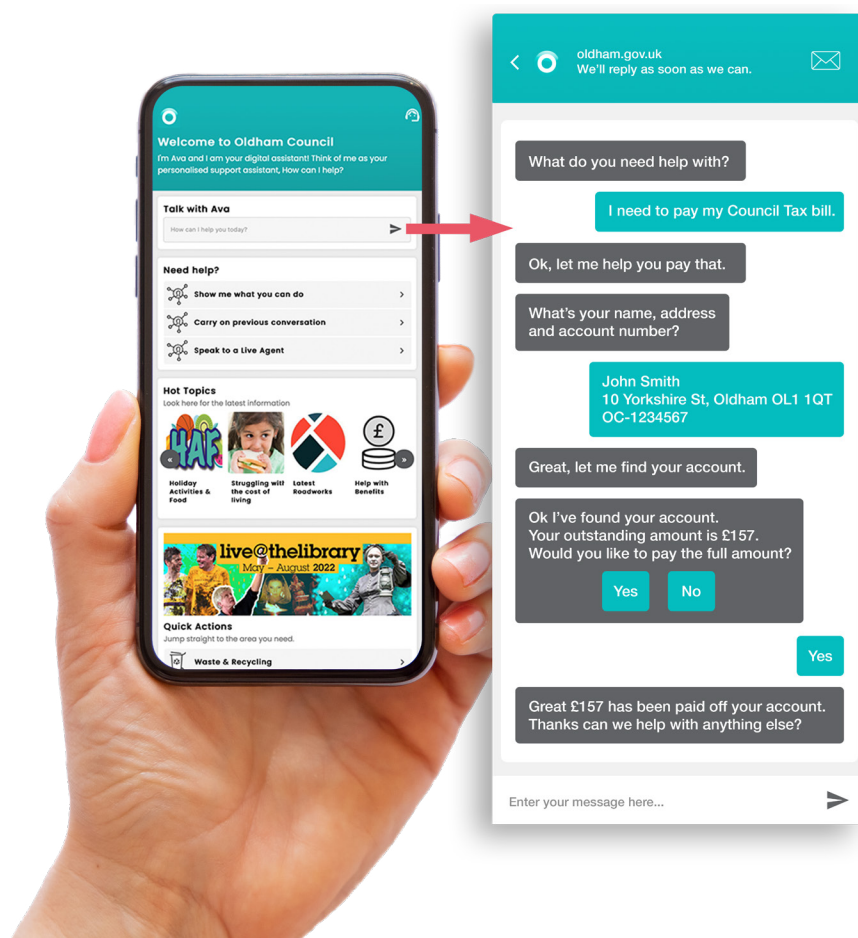 Welcome to Oldham Council
I'm Ava and I am your digital assistant! Think of me as your
personalised support assistant, How can I help?
Talk with Ava
How can I help you today?
Need help?
Show me what you can do
Carry on previous conversation
Speak to a Live Agent
Hot Topics
Look here for the latest information
HAF
£
«
»
Holiday
Activities &
Food
Struggling with
the cost of
living
Latest
Roadworks
Help with
Benefits
live@thelibrary
May – August 2022
Quick Actions
Jump straight to the area you need.
Waste & Recycling
oldham.gov.uk
We'll reply as soon as we can.
What do you need help with?
I need to pay my Council Tax bill.
Ok, let me help you pay that.
What's your name, address
and account number?
John Smith
10 Yorkshire St, Oldham OL1 1QT
OC-1234567
Great, let me find your account.
Ok I've found your account.
Your outstanding amount is £157.
Would you like to pay the full amount?
Yes No
Yes
Great £157 has been paid off your account.
Thanks can we help with anything else?
Enter your message here...